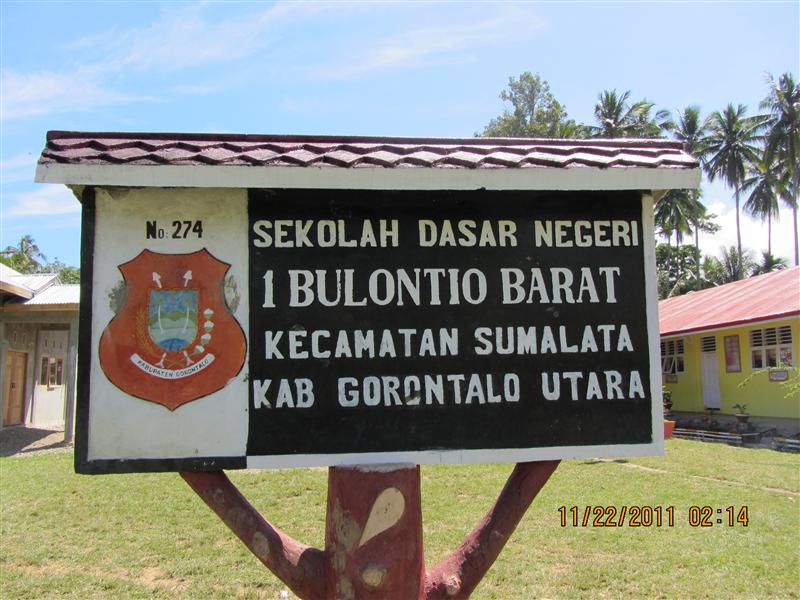 No: 274
KABUPATEN GORONTALO
SEKOLAH DASAR NEGERI
1 BULONTIO BARAT
KECAMATAN SUMALATA
KAB GORONTALO UTARA
11/22/2011 02:14